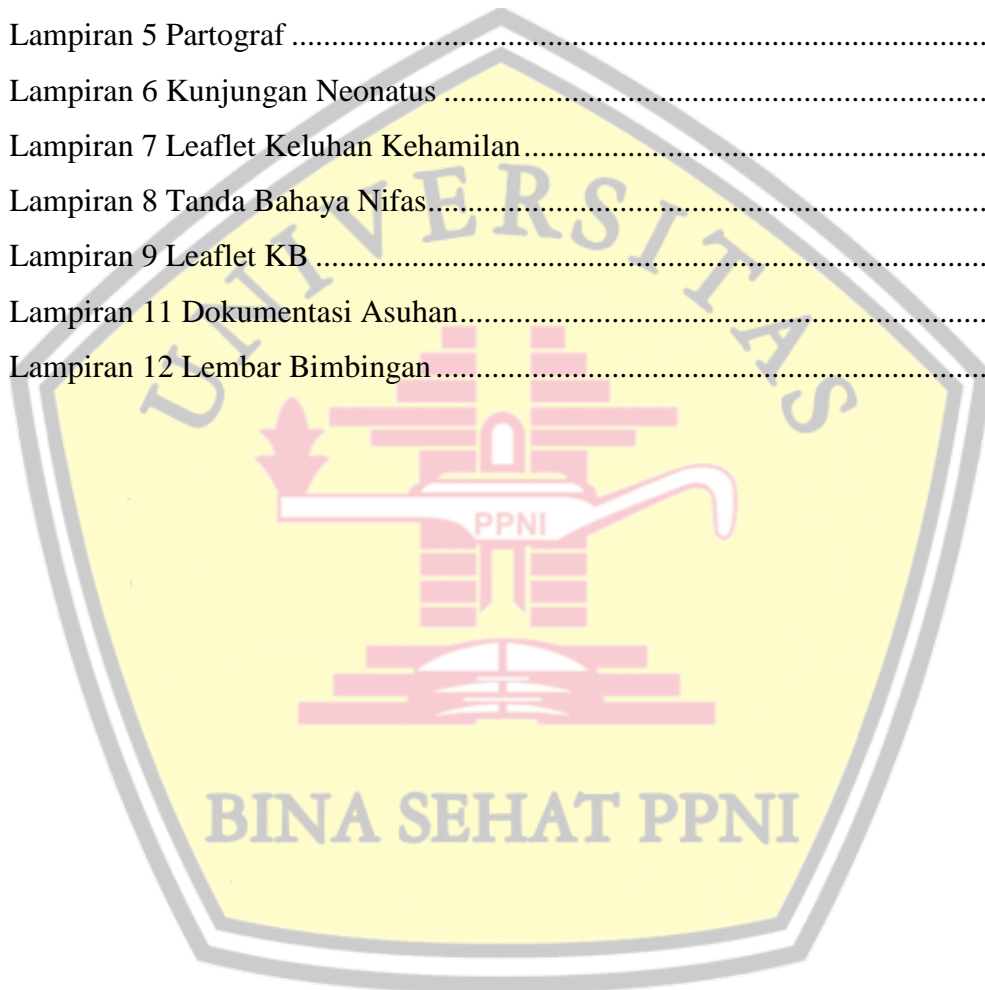 Lampiran 5 Partograf ....................................................................................
Lampiran 6 Kunjungan Neonatus .....................................................................
Lampiran 7 Leaflet Keluhan Kehamilan...........................................................
Lampiran 8 Tanda Bahaya Nifas.......................................................................
Lampiran 9 Leaflet KB .....................................................................................
Lampiran 11 Dokumentasi Asuhan...................................................................
Lampiran 12 Lembar Bimbingan ......................................................................
UNIVERSITAS
PPNI
BINA SEHAT PPNI